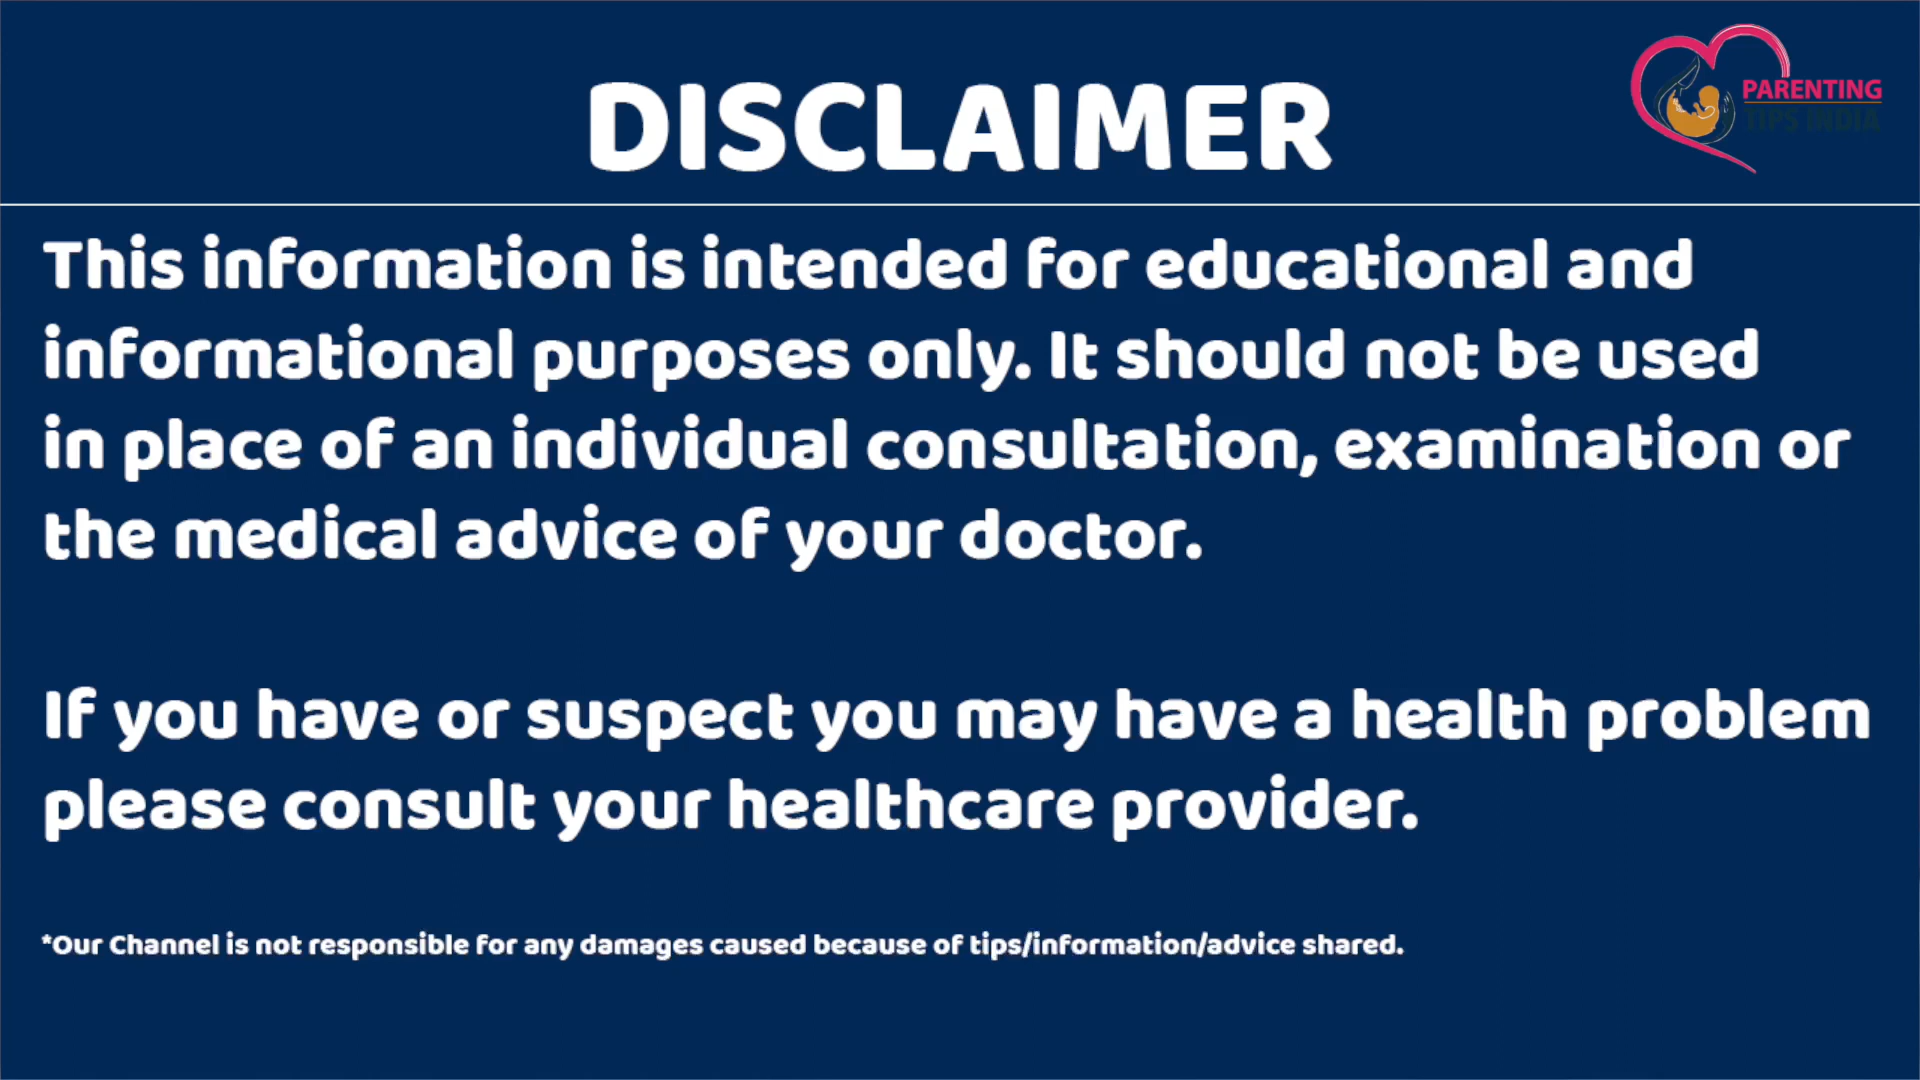 DISCLAIMER
PARENTING
TIPS INDIA
This information is intended for educational and
informational purposes only. It should not be used
in place of an individual consultation, examination or
the medical advice of your doctor.
If you have or suspect you may have a health problem
please consult your healthcare provider.
*Our Channel is not responsible for any damages caused because of tips/information/advice shared.